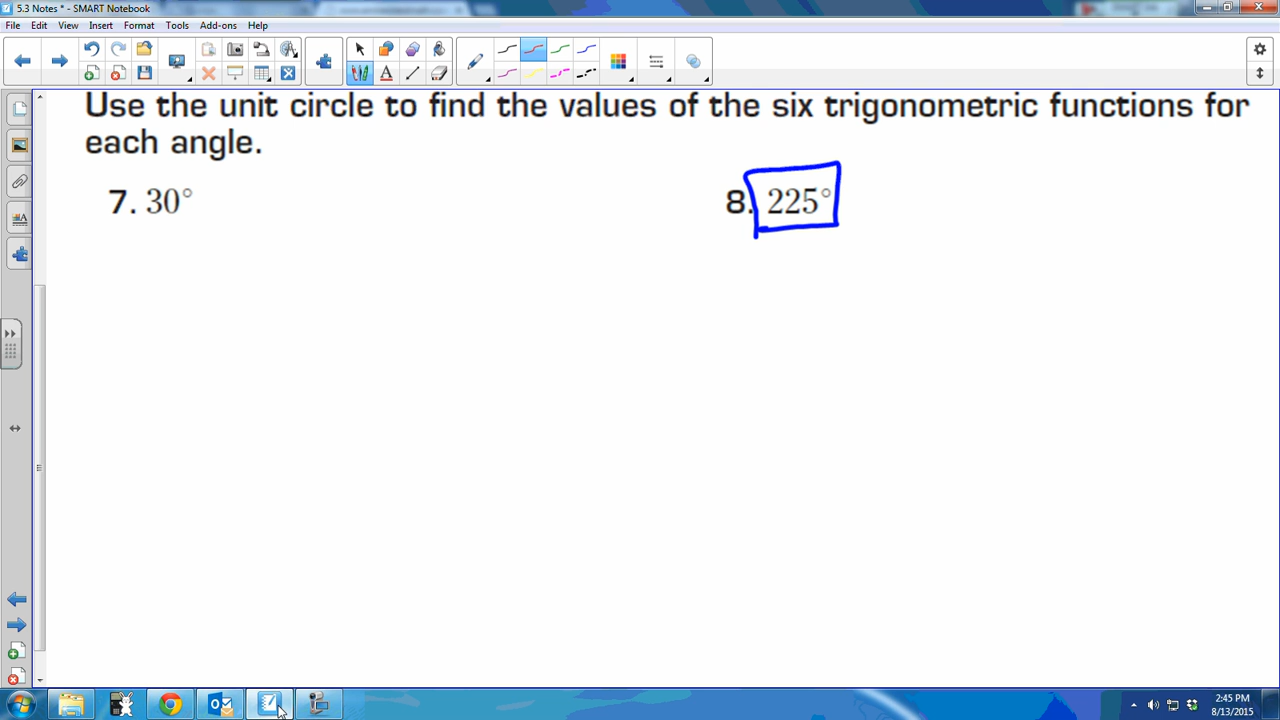 5.3 Notes * - SMART Notebook
File Edit View Insert Format Tools Add-ons Help
Use the unit circle to find the values of the six trigonometric functions for
each angle.
7. 30°
8. 225°
2:45 PM
8/13/2015